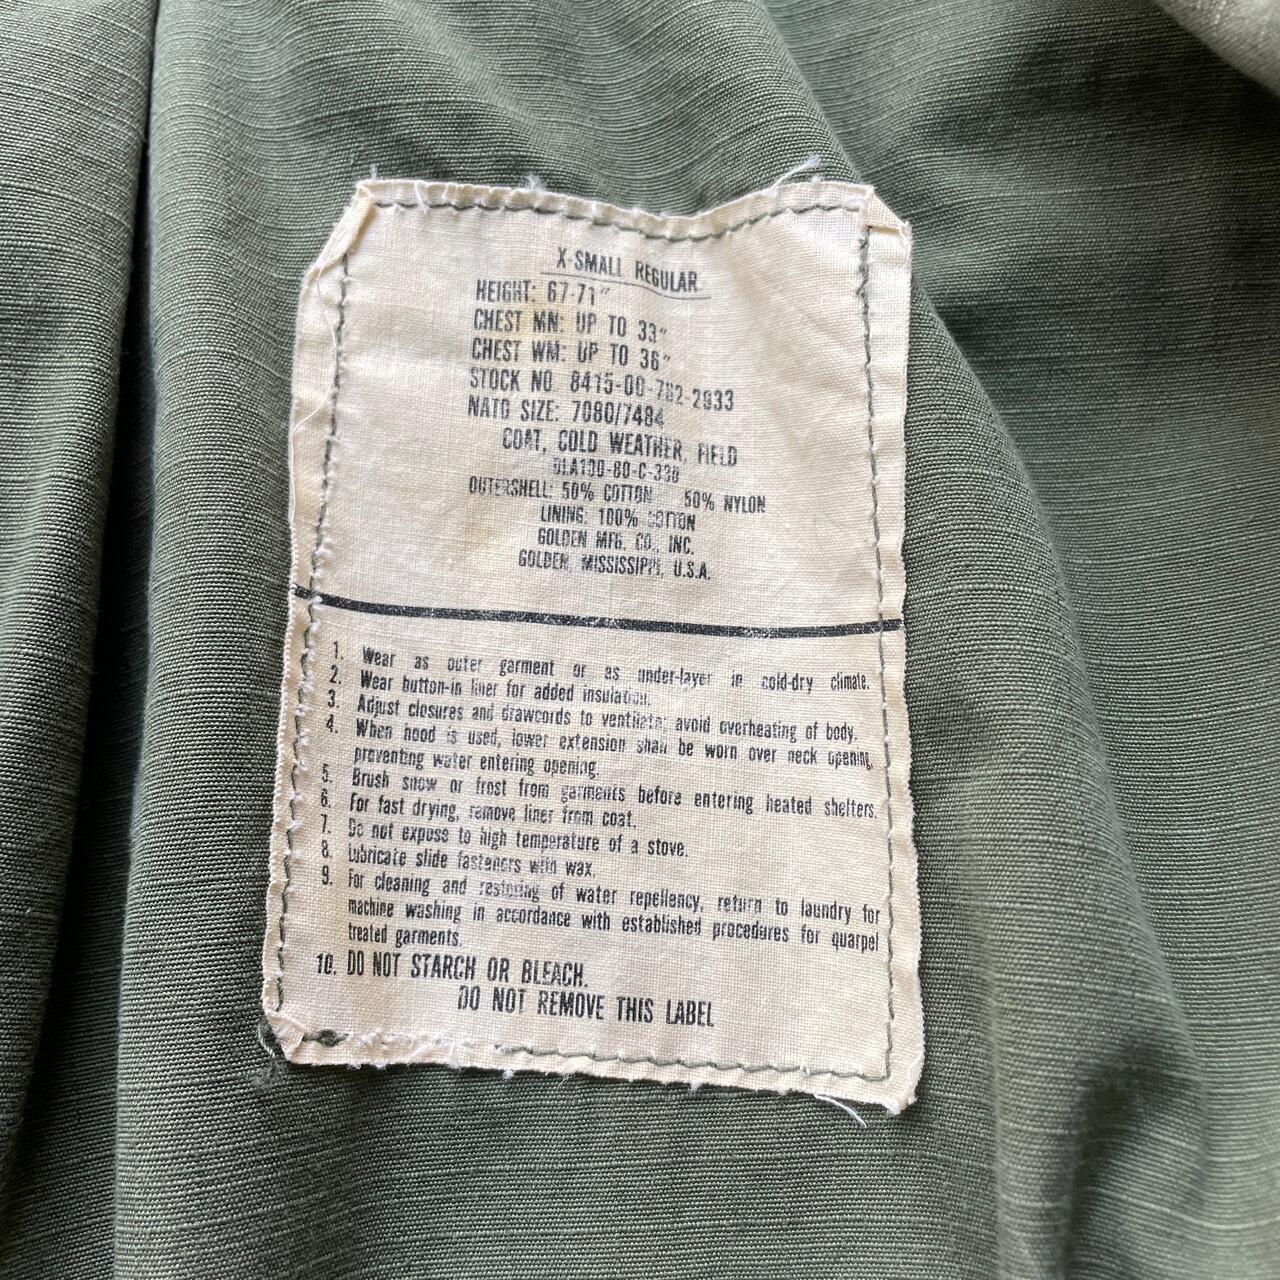 X-SMALL REGULAR
HEIGHT: 67-71"
CHEST MN: UP TO 33"
CHEST WM: UP TO 36"
STOCK NO 8415-00-782-2933
NATO SIZE: 7080/7484
COAT, COLD WEATHER, FIELD
DLA100-80-C-330
OUTERSHELL: 50% COTTON 50% NYLON
LINING: 100% COTTON
GOLDEN MFG. CO., INC.
GOLDEN, MISSISSIPPI, U.S.A.
1. Wear as outer garment or as under-layer in cold-dry climate.
2. Wear button-in liner for added insulation.
3. Adjust closures and drawcords to ventilate; avoid overheating of body.
4. When hood is used, lower extension shall be worn over neck opening,
preventing water entering opening.
5. Brush snow or frost from garments before entering heated shelters.
6. For fast drying, remove liner from coat.
7. Do not expose to high temperature of a stove.
8. Lubricate slide fasteners with wax.
9. For cleaning and restoring of water repellency, return to laundry for
machine washing in accordance with established procedures for quarpel
treated garments.
10. DO NOT STARCH OR BLEACH.
DO NOT REMOVE THIS LABEL